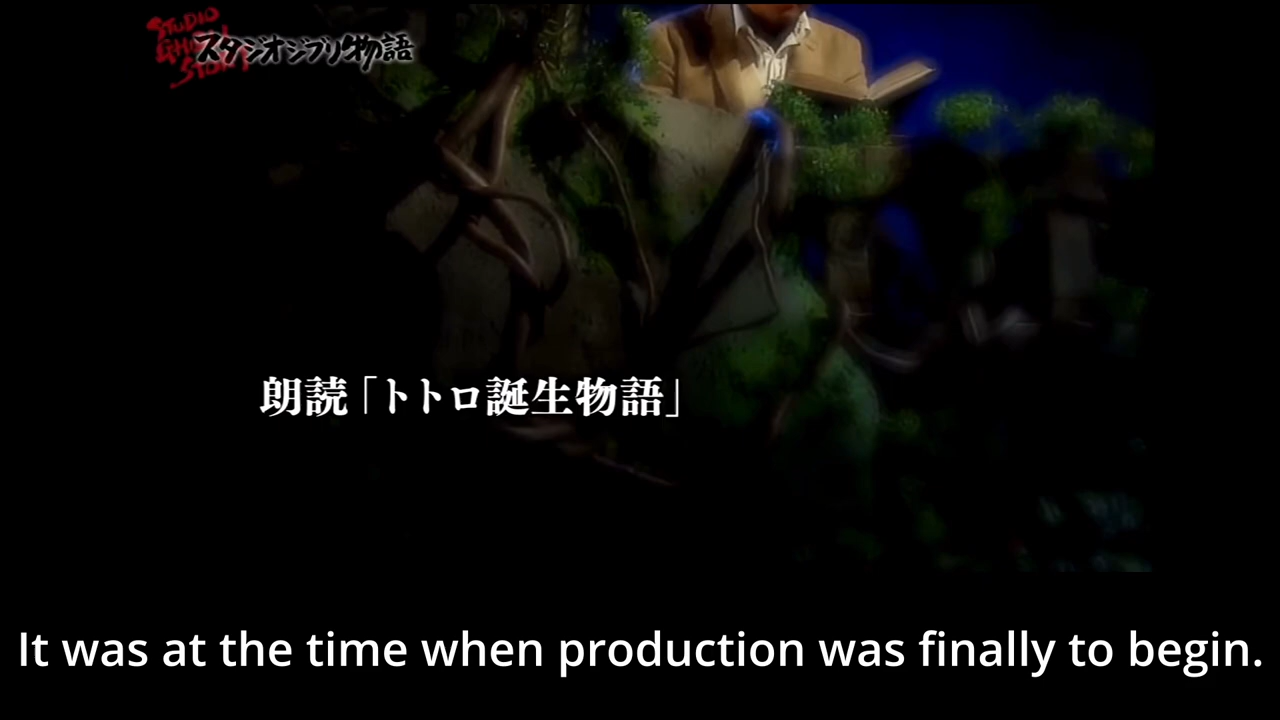 STUDIO
GHIBLI
STORY
スタジオジブリ物語
朗読「トトロ誕生物語」
It was at the time when production was finally to begin.